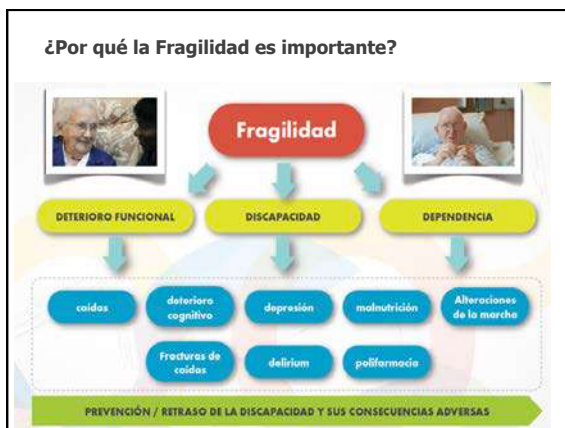 ¿Por qué la Fragilidad es importante?
Fragilidad
DETERIORO FUNCIONAL
DISCAPACIDAD
DEPENDENCIA
caídas
deterioro
cognitivo
depresión
malnutrición
Alteraciones
de la marcha
Fracturas de
caídas
delirium
polifarmacia
PREVENCIÓN / RETRASO DE LA DISCAPACIDAD Y SUS CONSECUENCIAS ADVERSAS